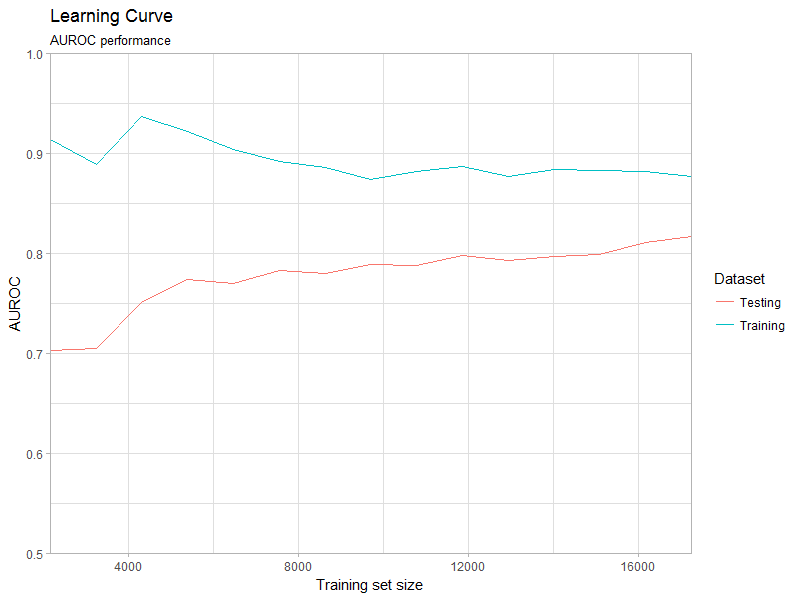 Learning Curve
AUROC performance
1.0
0.9
0.8
0.7
0.6
0.5
AUROC
4000
8000
12000
16000
Training set size
Dataset
Testing
Training